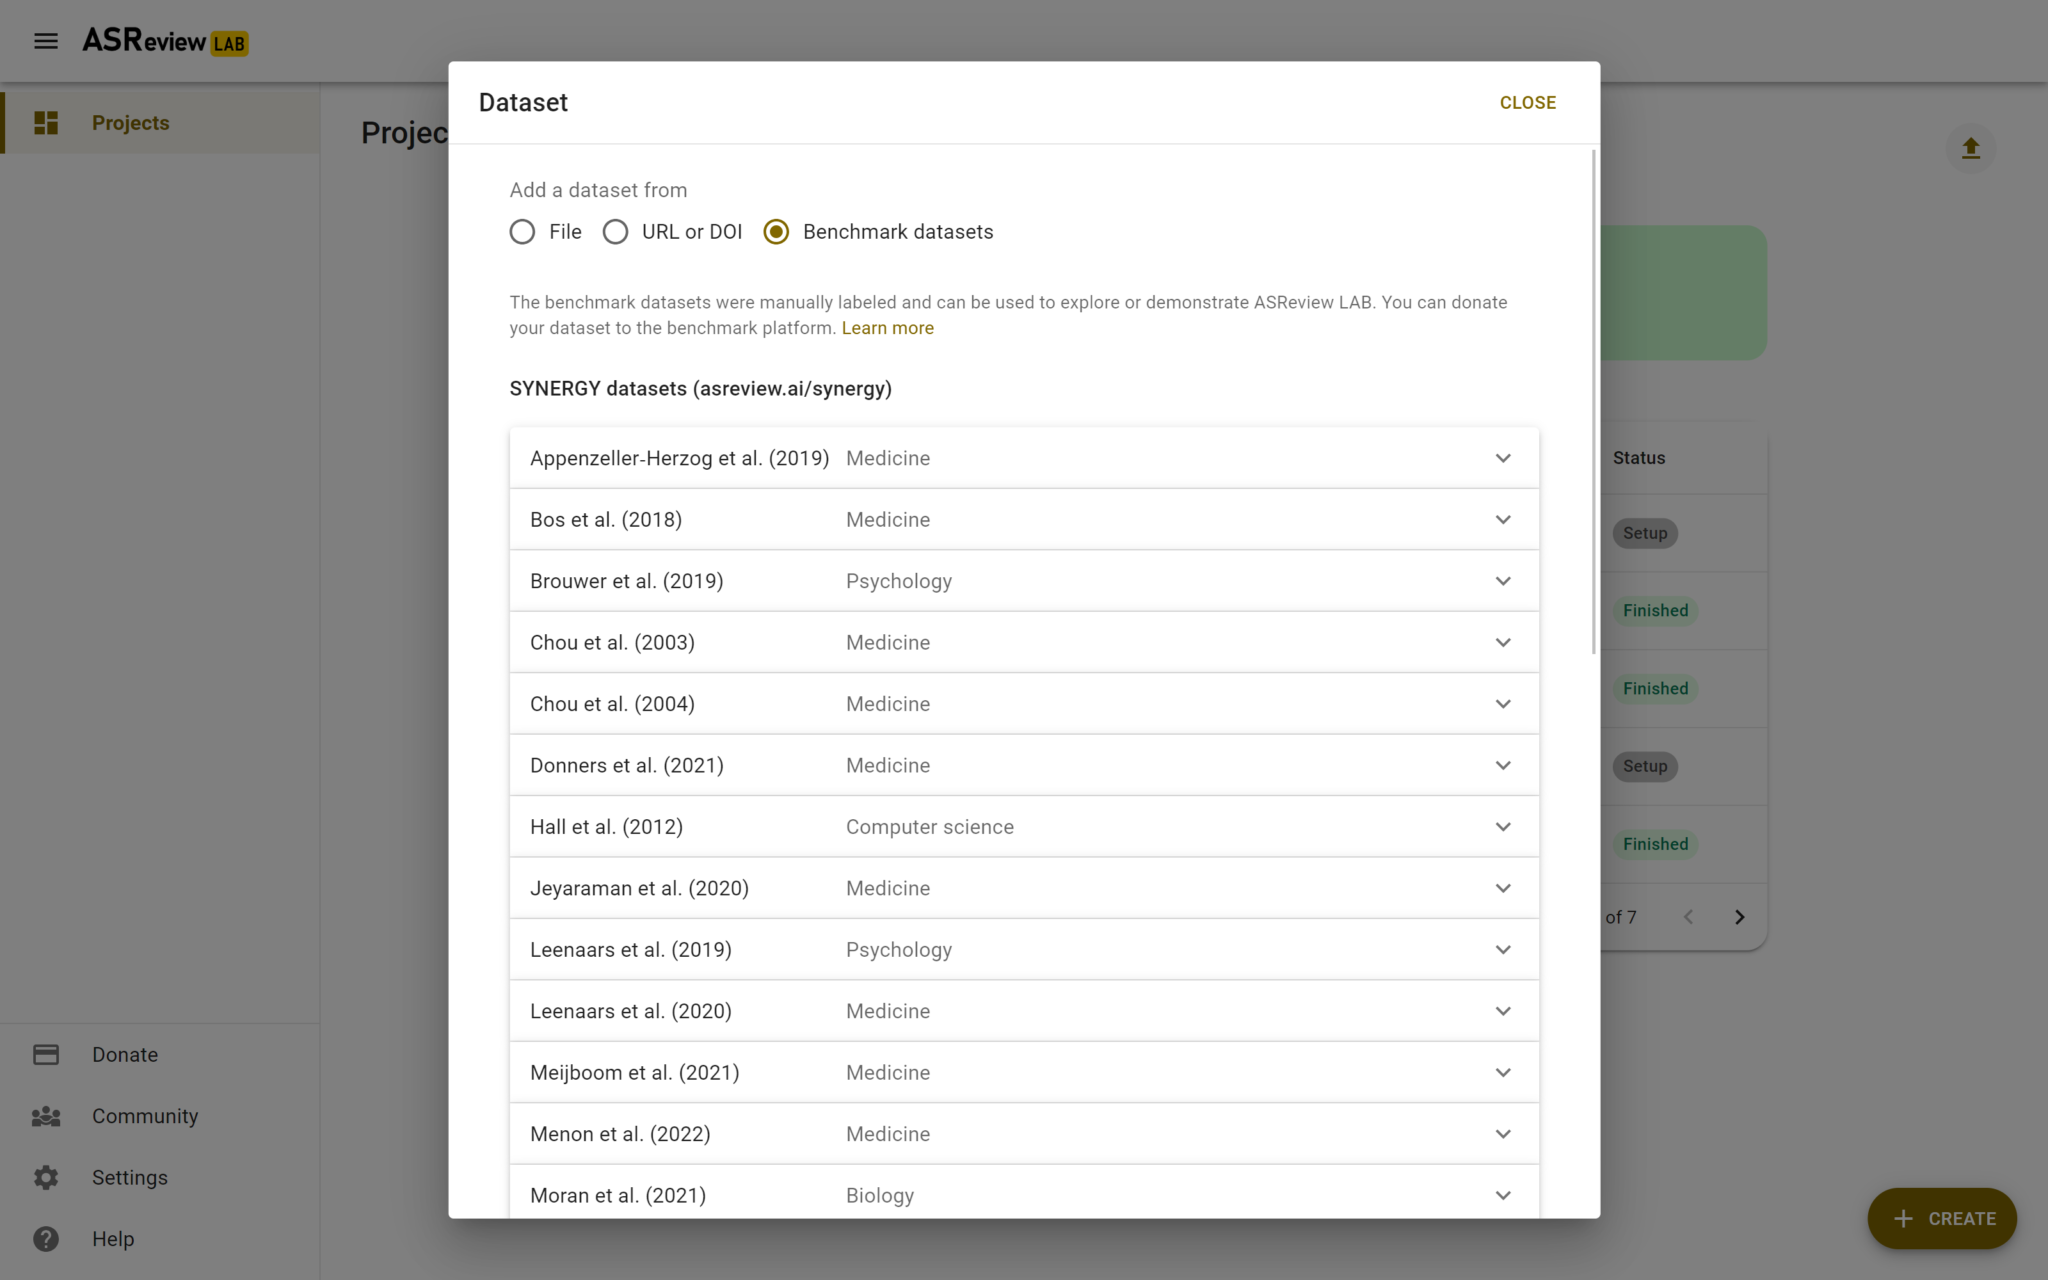 ASReview LAB
Projects
Projec
Dataset
CLOSE
Add a dataset from
File
URL or DOI
Benchmark datasets
The benchmark datasets were manually labeled and can be used to explore or demonstrate ASReview LAB. You can donate
your dataset to the benchmark platform. Learn more
SYNERGY datasets (asreview.ai/synergy)
Appenzeller-Herzog et al. (2019) Medicine
Bos et al. (2018) Medicine
Brouwer et al. (2019) Psychology
Chou et al. (2003) Medicine
Chou et al. (2004) Medicine
Donners et al. (2021) Medicine
Hall et al. (2012) Computer science
Jeyaraman et al. (2020) Medicine
Leenaars et al. (2019) Psychology
Leenaars et al. (2020) Medicine
Meijboom et al. (2021) Medicine
Menon et al. (2022) Medicine
Moran et al. (2021) Biology
Status
Setup
Finished
Finished
Setup
Finished
of 7
Donate
Community
Settings
Help
CREATE